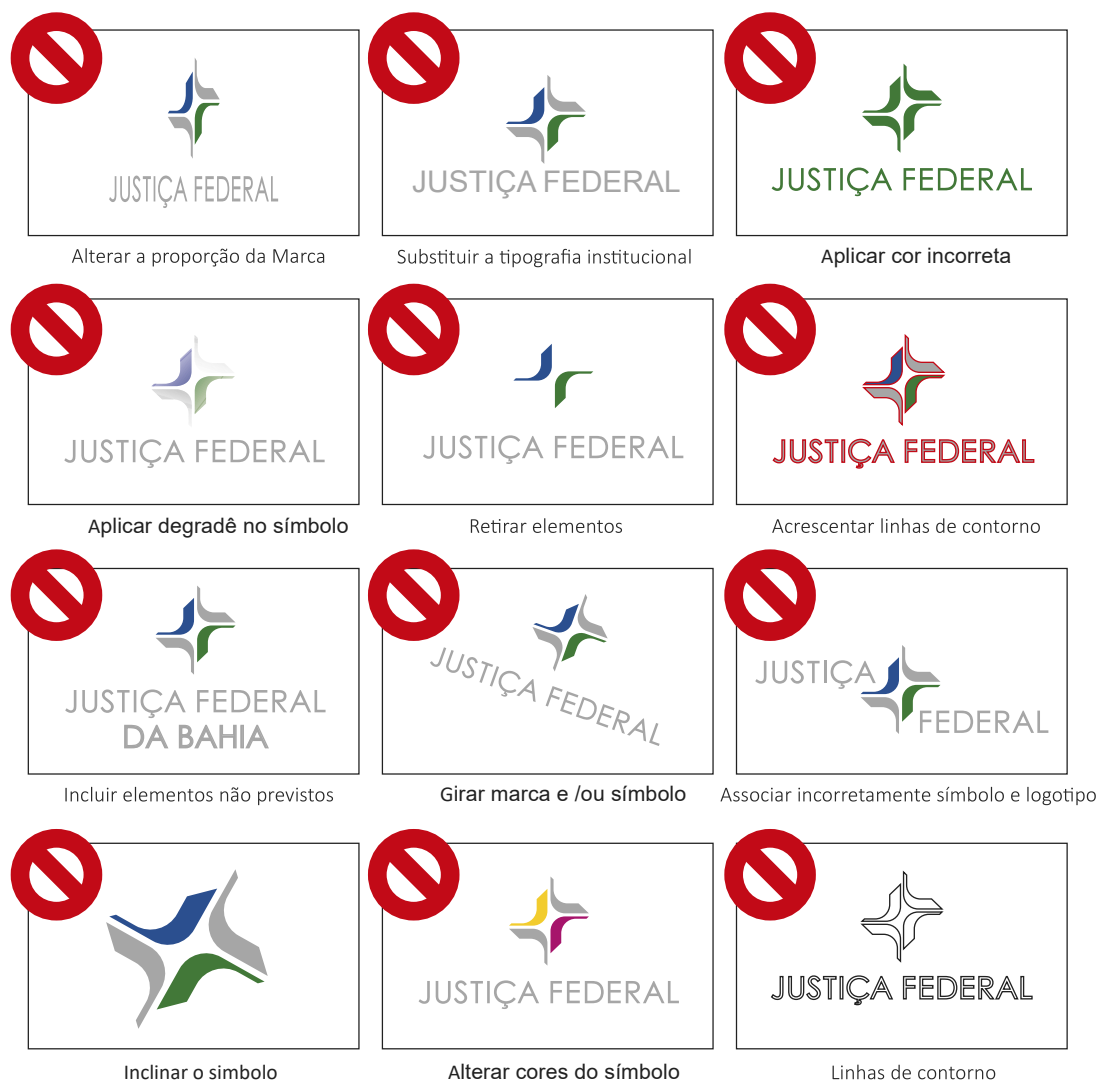 JUSTIÇA FEDERAL
Alterar a proporção da Marca
JUSTIÇA FEDERAL
Substituir a tipografia institucional
JUSTIÇA FEDERAL
Aplicar cor incorreta
JUSTIÇA FEDERAL
Aplicar degradê no símbolo
JUSTIÇA FEDERAL
Retirar elementos
JUSTIÇA FEDERAL
Acrescentar linhas de contorno
JUSTIÇA FEDERAL
DA BAHIA
Incluir elementos não previstos
JUSTIÇA FEDERAL
Girar marca e /ou símbolo
JUSTIÇA
FEDERAL
Associar incorretamente símbolo e logotipo
Inclinar o simbolo
JUSTIÇA FEDERAL
Alterar cores do símbolo
JUSTIÇA FEDERAL
Linhas de contorno